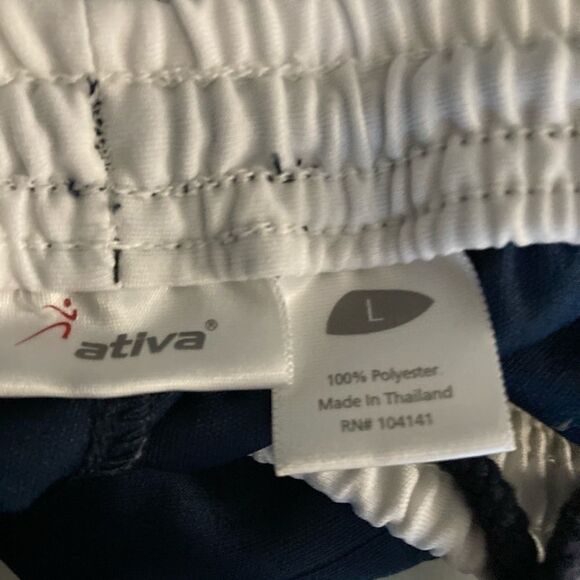 ativa®
L
100% Polyester
Made In Thailand
RN# 104141